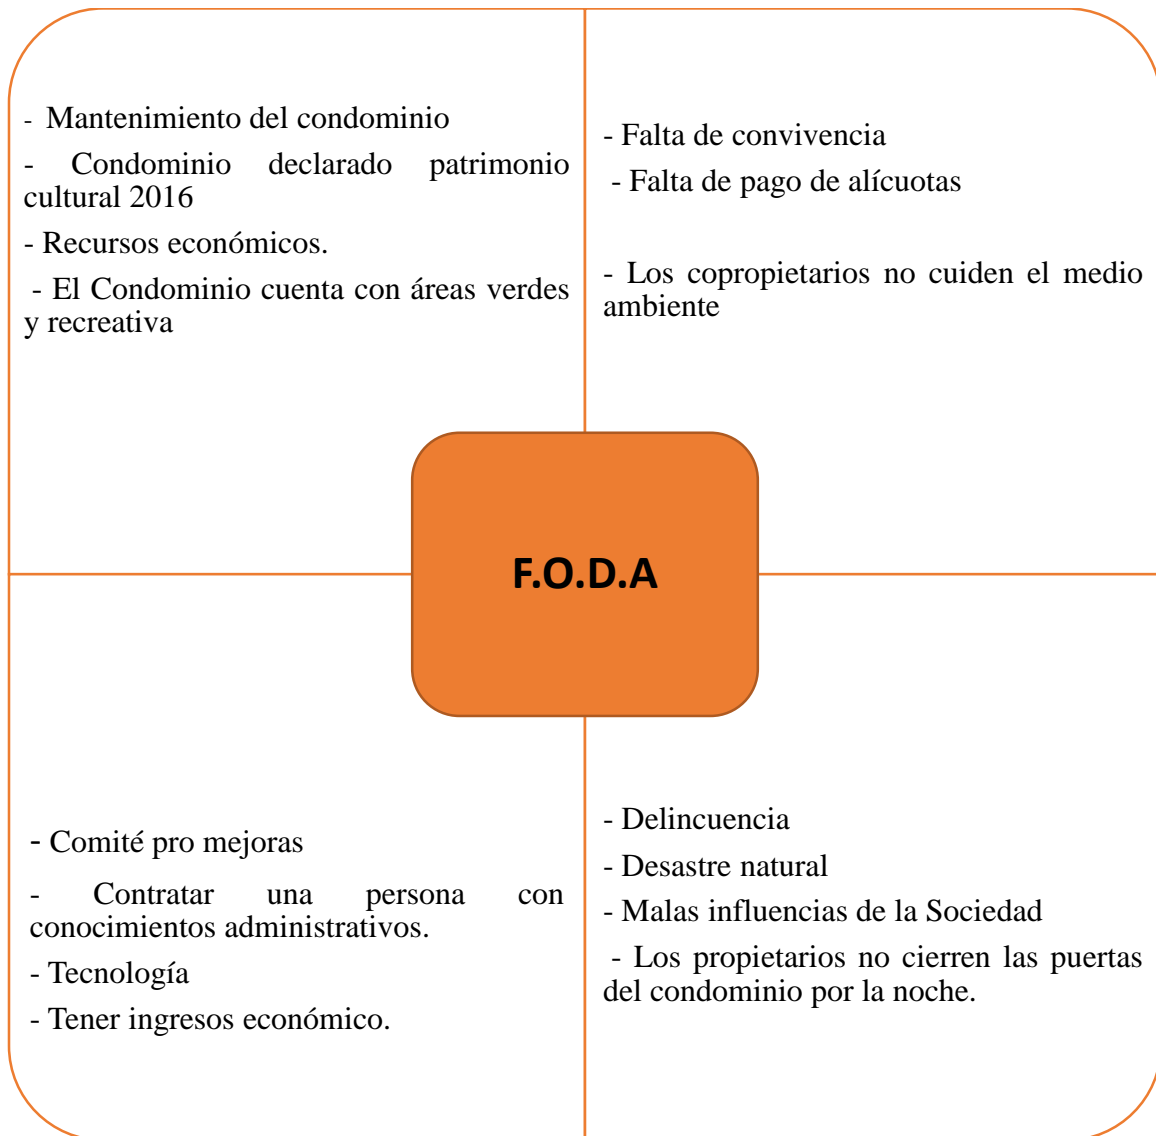 - Mantenimiento del condominio
- Condominio declarado patrimonio
cultural 2016
- Recursos económicos.
- El Condominio cuenta con áreas verdes
y recreativa
- Falta de convivencia
- Falta de pago de alícuotas
- Los copropietarios no cuiden el medio
ambiente
F.O.D.A
- Comité pro mejoras
- Contratar una persona con
conocimientos administrativos.
- Tecnología
- Tener ingresos económico.
- Delincuencia
- Desastre natural
- Malas influencias de la Sociedad
- Los propietarios no cierren las puertas
del condominio por la noche.